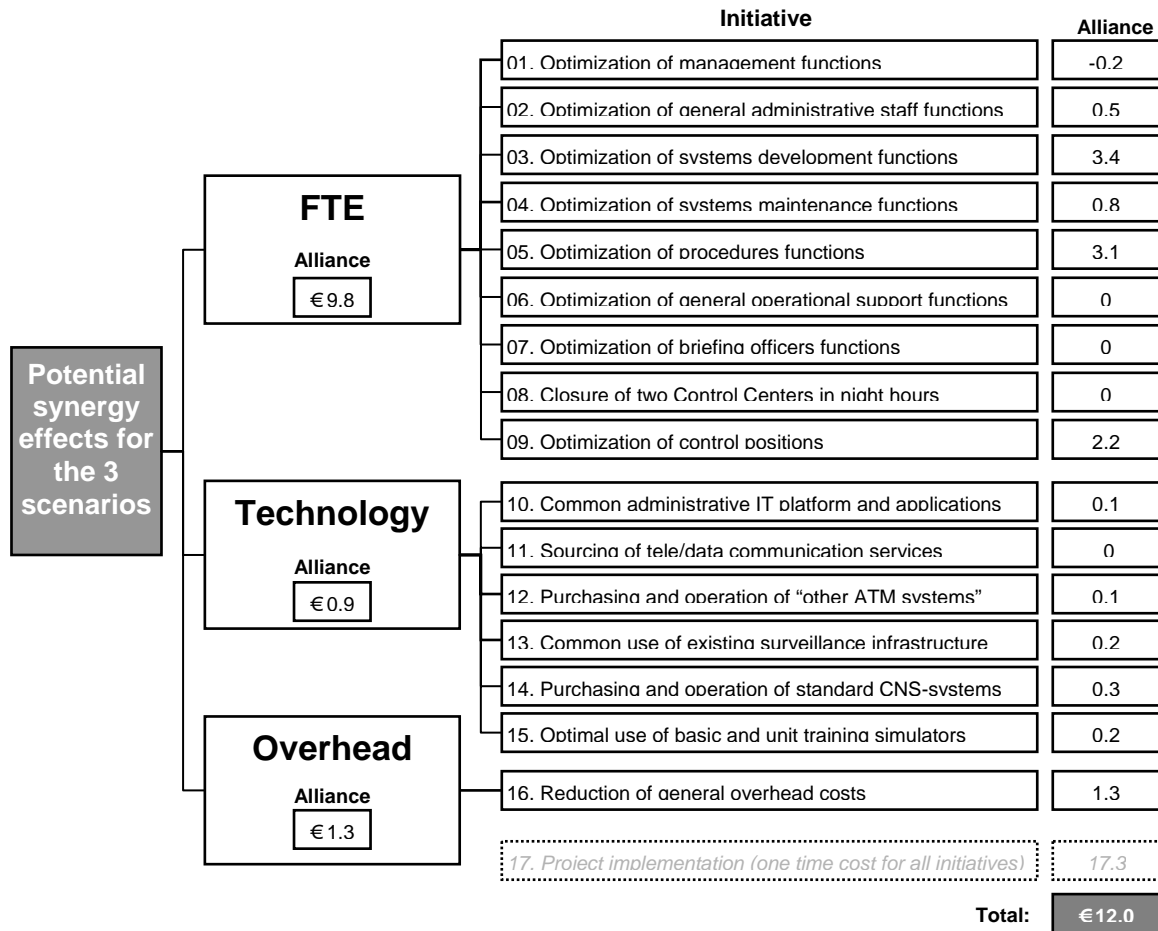 Initiative
Alliance
01. Optimization of management functions
-0.2
02. Optimization of general administrative staff functions
0.5
03. Optimization of systems development functions
3.4
FTE
04. Optimization of systems maintenance functions
0.8
Alliance
05. Optimization of procedures functions
3.1
€9.8
06. Optimization of general operational support functions
0
07. Optimization of briefing officers functions
0
Potential
synergy
effects for
the 3
scenarios
08. Closure of two Control Centers in night hours
0
09. Optimization of control positions
2.2
Technology
10. Common administrative IT platform and applications
0.1
11. Sourcing of tele/data communication services
0
Alliance
€0.9
12. Purchasing and operation of “other ATM systems”
0.1
13. Common use of existing surveillance infrastructure
0.2
14. Purchasing and operation of standard CNS-systems
0.3
15. Optimal use of basic and unit training simulators
0.2
Overhead
Alliance
€1.3
16. Reduction of general overhead costs
1.3
17. Project implementation (one time cost for all initiatives)
17.3
Total:
€12.0